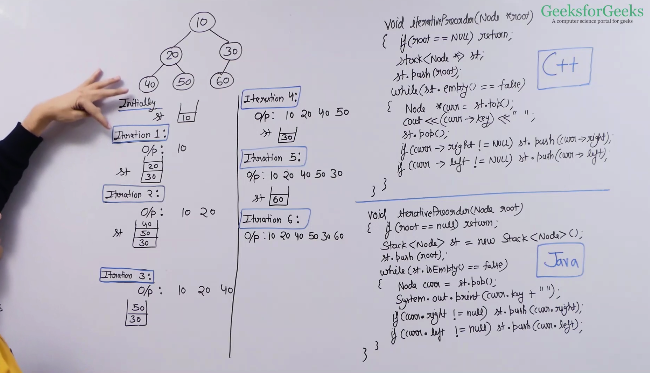 10
20 30
40 50 60
Initially
st 10
Iteration 1:
O/p: 10
st 20
30
Iteration 2:
O/p: 10 20
st 40
50
30
Iteration 3:
O/p: 10 20 40
50
30
Iteration 4:
O/p: 10 20 40 50
st 30
Iteration 5:
O/p: 10 20 40 50 30
st 60
Iteration 6:
O/p: 10 20 40 50 30 60
GeeksforGeeks
A computer science portal for geeks
void iterativePreorder(Node *root)
{ if(root == NULL) return;
stack<Node *> st;
st.push(root);
while(st.empty() == false)
{ Node *curr = st.top();
cout << (curr->key) << " ";
st.pop();
if(curr->right != NULL) st.push(curr->right);
if(curr->left != NULL) st.push(curr->left);
} }
C++
void iterativePreorder(Node root)
{ if(root == null) return;
Stack<Node> st = new Stack<Node>();
st.push(root);
while(st.isEmpty() == false)
{ Node curr = st.pop();
System.out.print(curr.key + " ");
if(curr.right != null) st.push(curr.right);
if(curr.left != null) st.push(curr.left);
}
}
Java